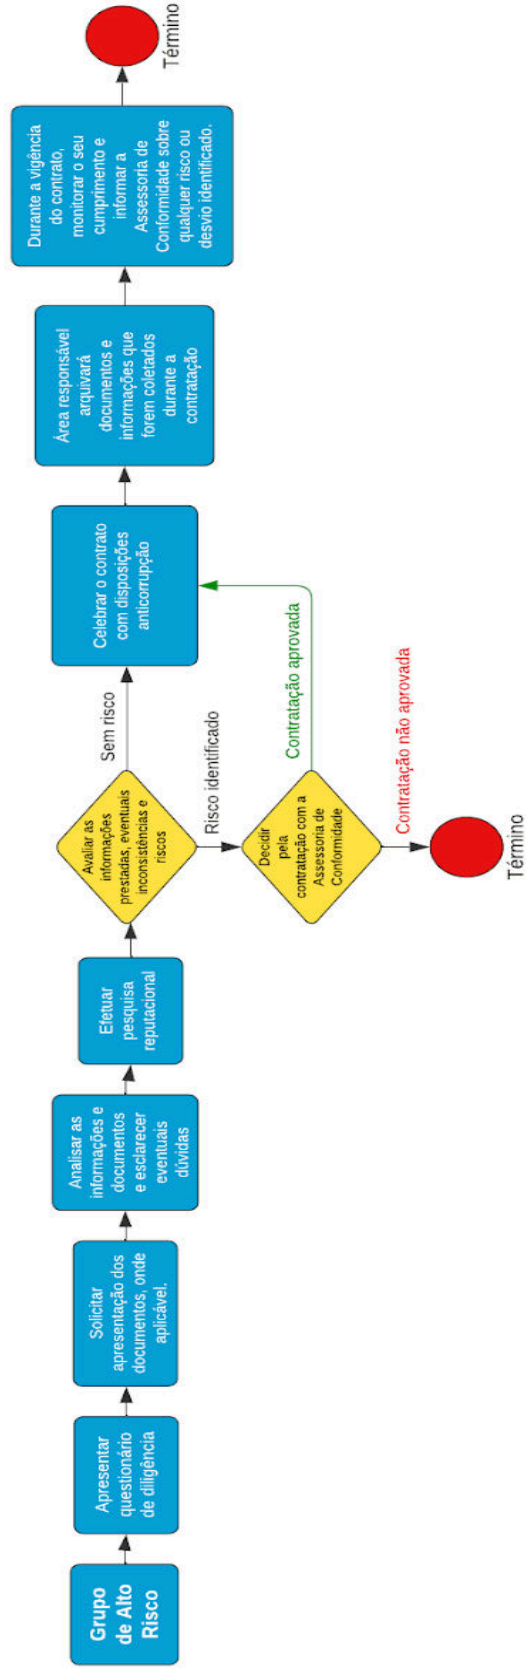 Grupo
de Alto
Risco
Apresentar
questionário
de diligência
Solicitar
apresentação dos
documentos, onde
aplicável.
Analisar as
informações e
documentos
e esclarecer
eventuais
dúvidas
Efetuar
pesquisa
reputacional
Avaliar as
informações
prestadas, eventuais
inconsistências e
riscos
Sem risco
Risco identificado
Decidir
pela
contratação com a
Assessoria de
Conformidade
Contratação aprovada
Contratação não aprovada
Término
Celebrar o contrato
com disposições
anticorrupção
Área responsável
arquivará
documentos e
informações que
forem coletados
durante a
contratação
Durante a vigência
do contrato,
monitorar o seu
cumprimento e
informar a
Assessoria de
Conformidade sobre
qualquer risco ou
desvio identificado.
Término